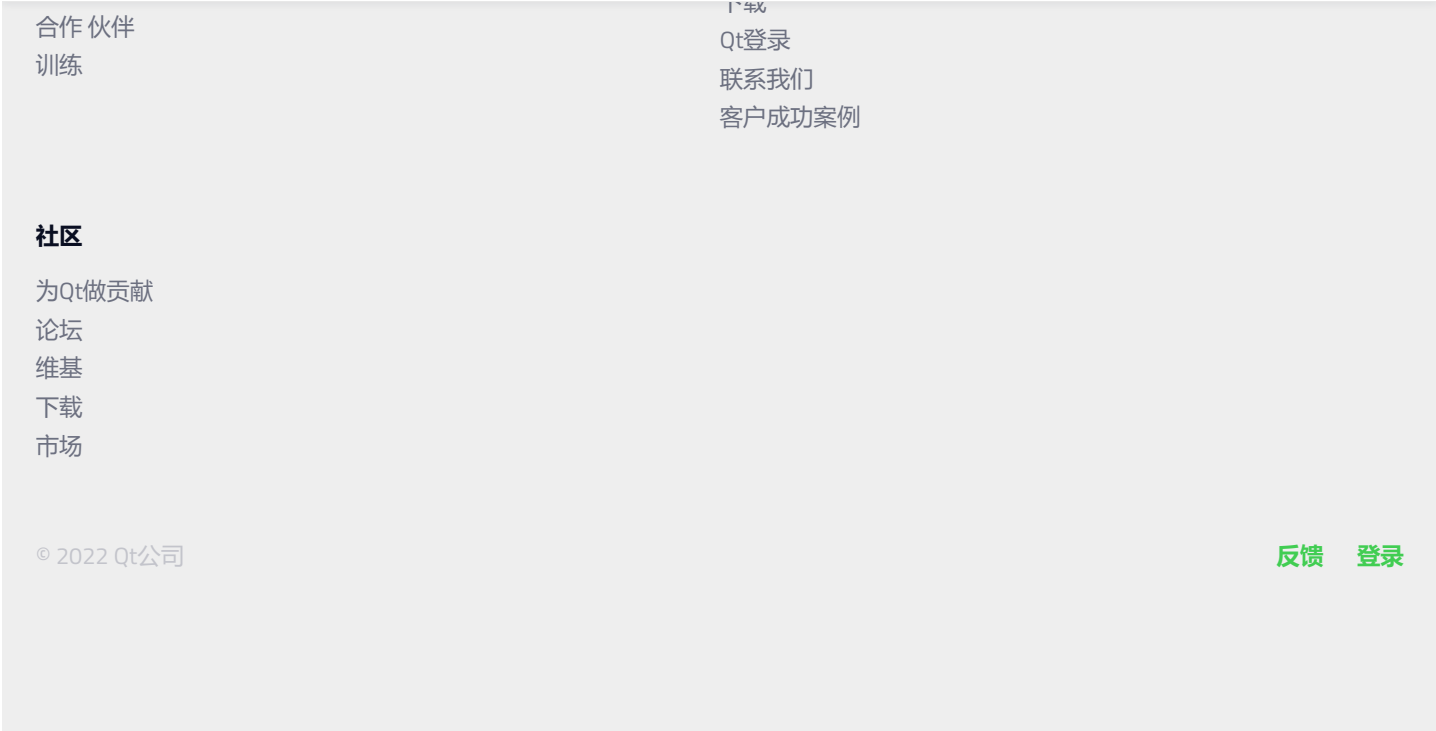 合作 伙伴
训练
下载
Qt登录
联系我们
客户成功案例
社区
为Qt做贡献
论坛
维基
下载
市场
© 2022 Qt公司
反馈 登录